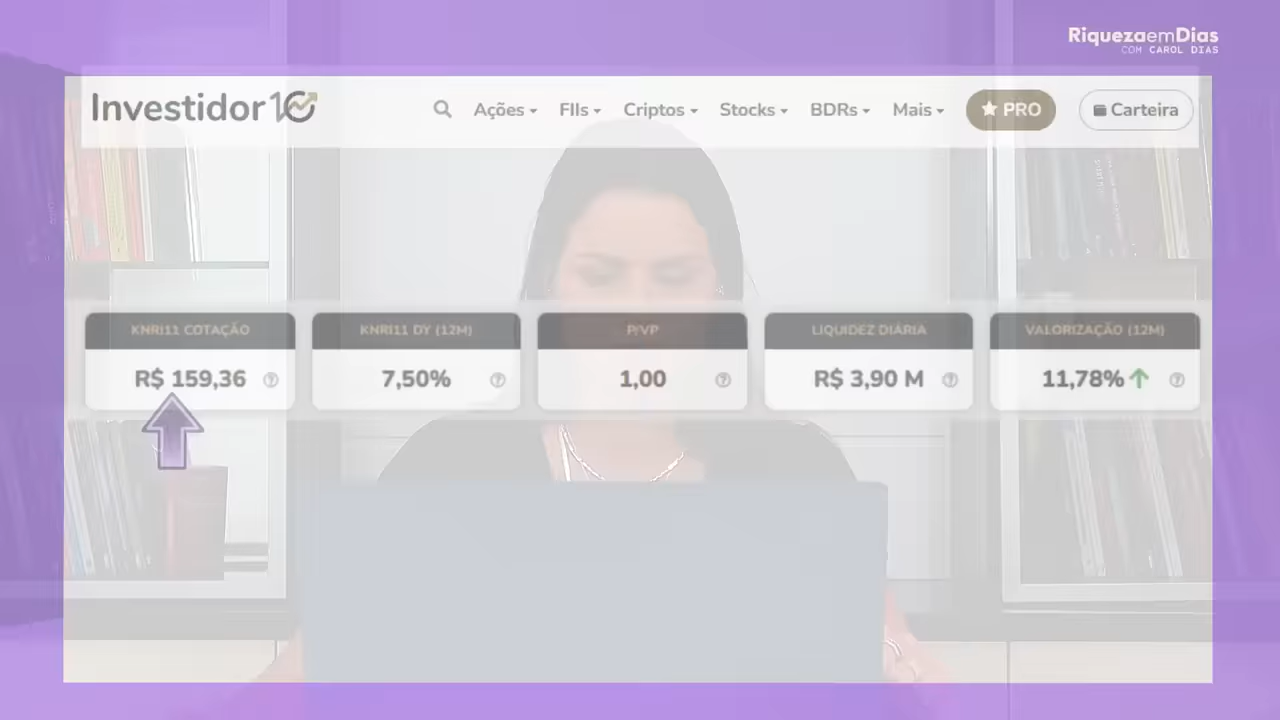 RiquezaemDias
COM CAROL DIAS
Investidor10
Ações
FIIs
Criptos
Stocks
BDRs
Mais
PRO
Carteira
KNRI11 COTAÇÃO
R$ 159,36
KNRI11 DY (12M)
7,50%
P/VP
1,00
LIQUIDEZ DIÁRIA
R$ 3,90 M
VALORIZAÇÃO (12M)
11,78%